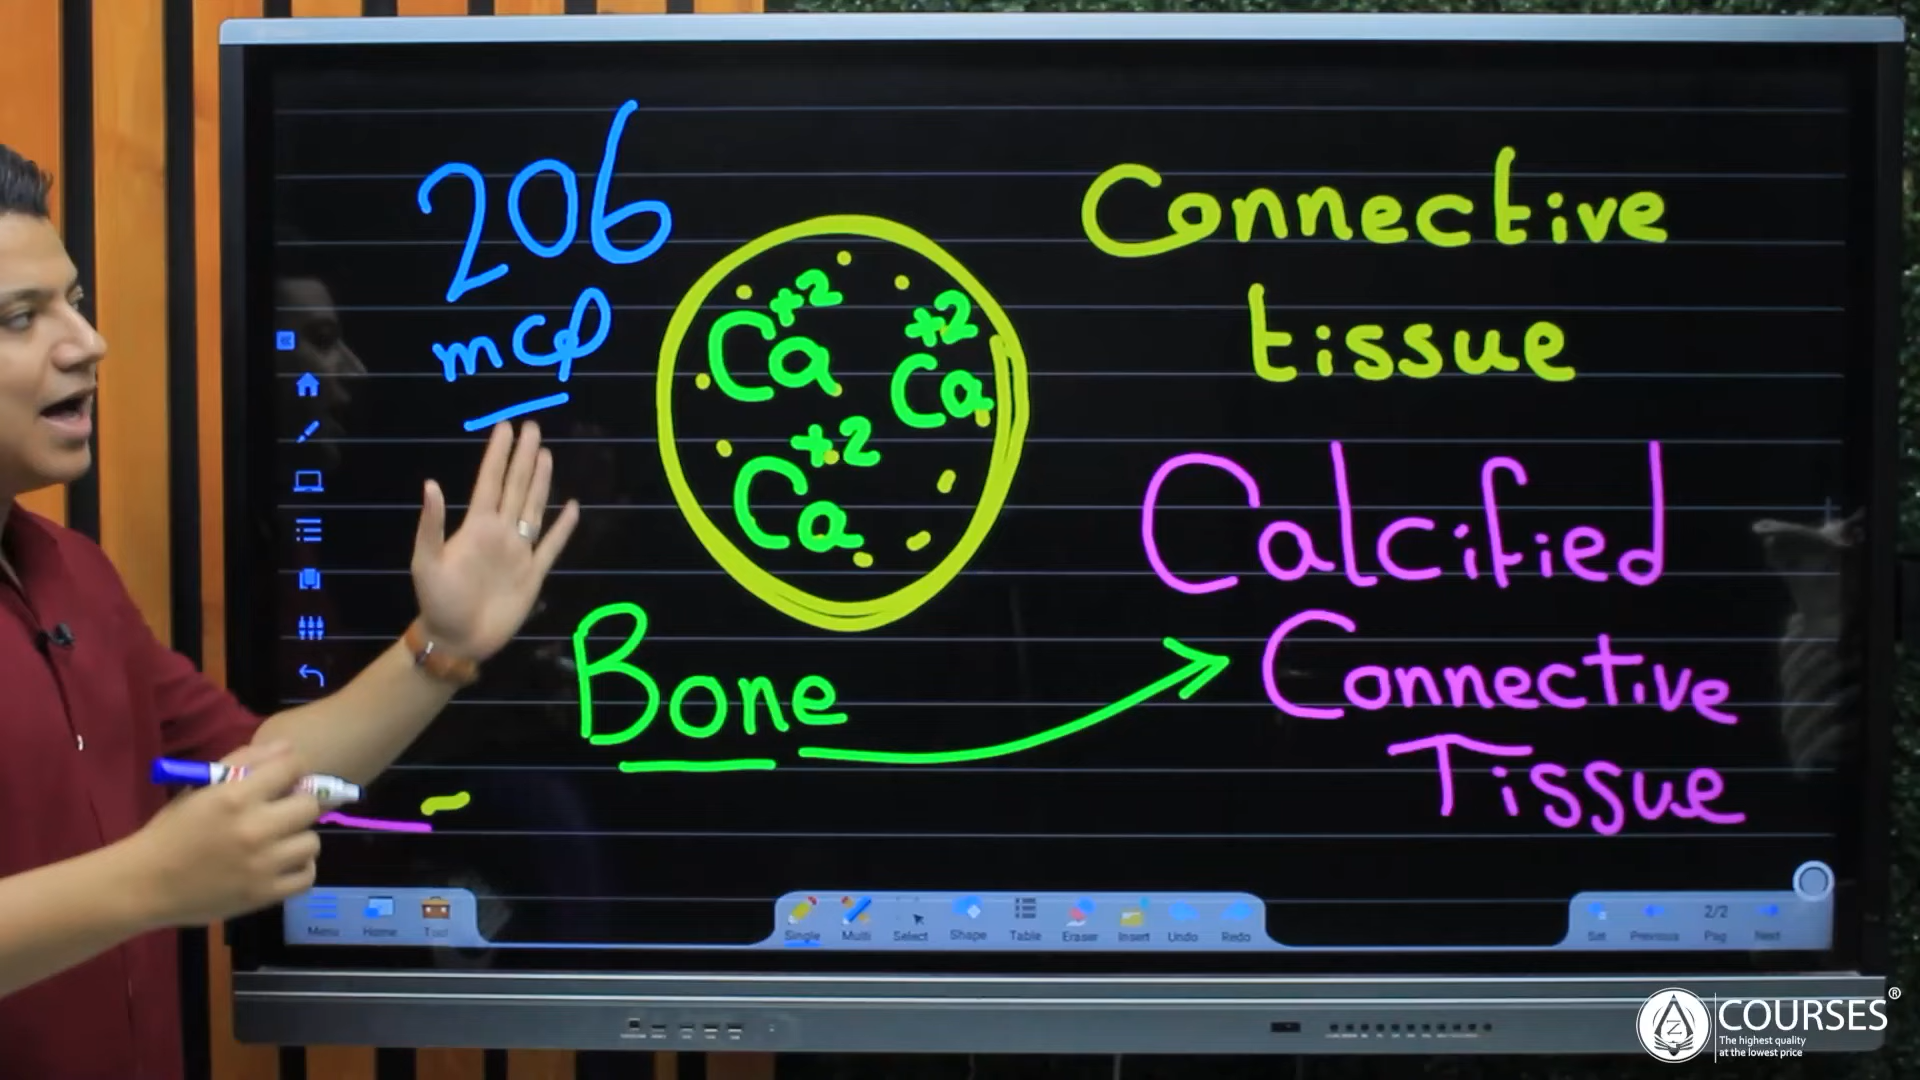 206
mcq
Ca+2
Ca+2
Ca+2
Bone
Connective
tissue
Calcified
Connective
Tissue
Menu
Home
Tool
Single
Multi
Select
Shape
Table
Eraser
Insert
Undo
Redo
Set
Previous
2/2
Pag
Next
COURSES®
The highest quality
at the lowest price